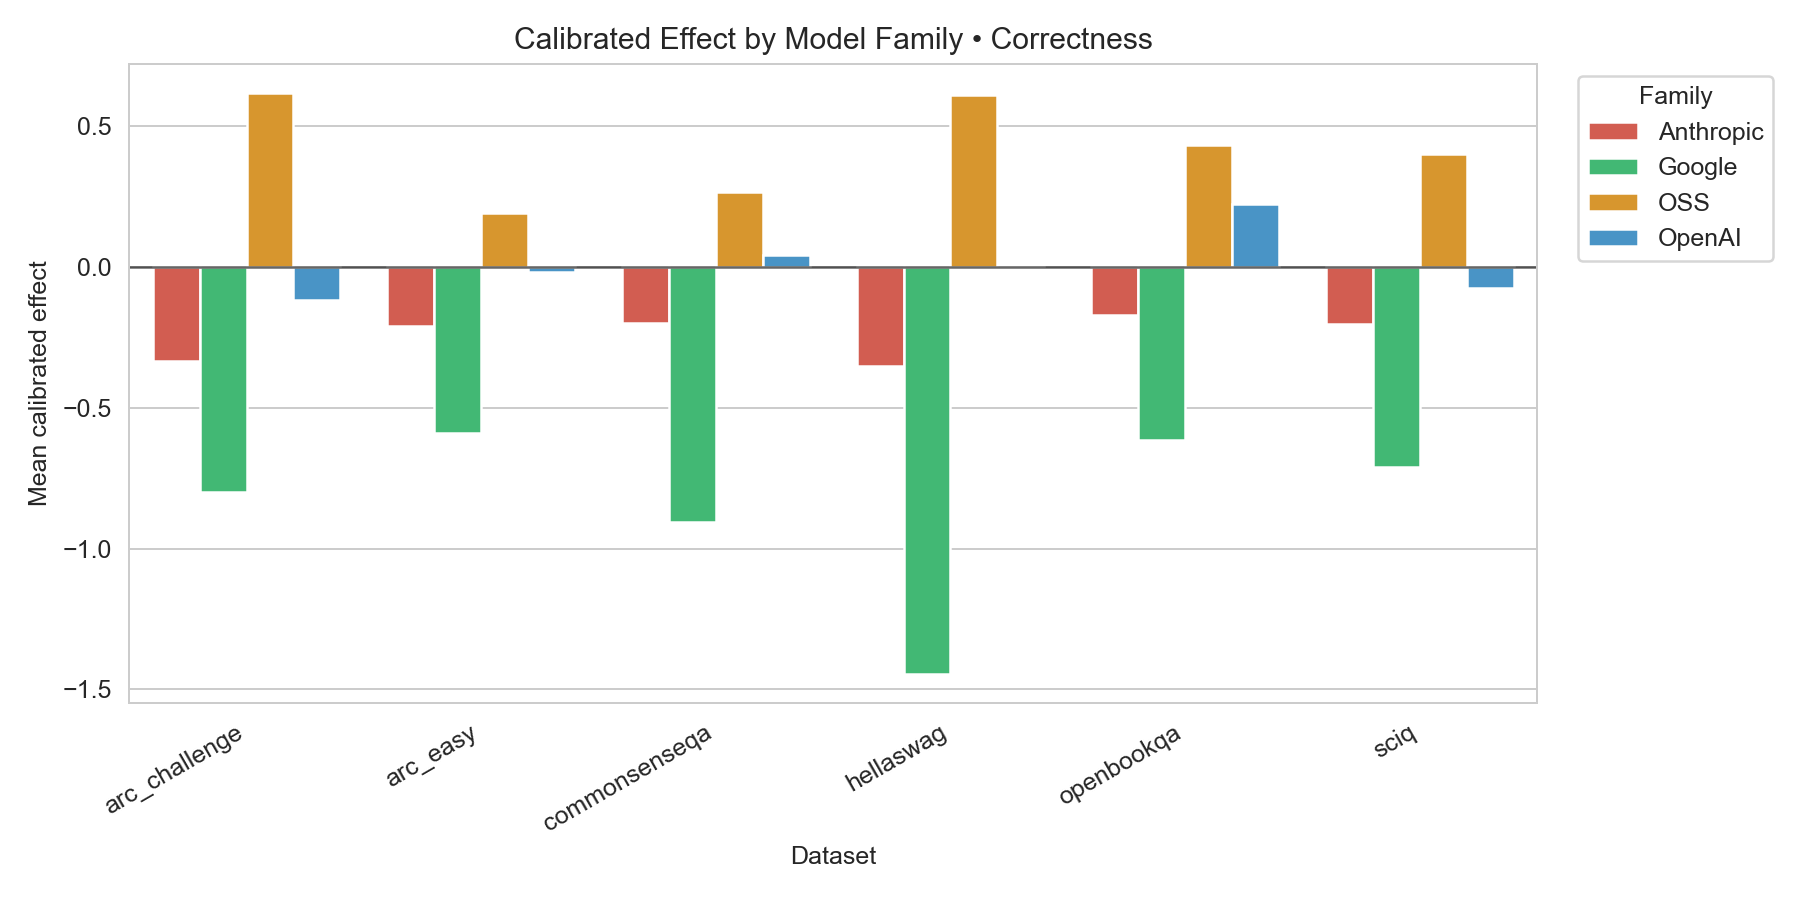 Calibrated Effect by Model Family • Correctness
Family
Anthropic
Google
OSS
OpenAI
Mean calibrated effect
0.5
0.0
−0.5
−1.0
−1.5
arc_challenge
arc_easy
commonsenseqa
hellaswag
openbookqa
sciq
Dataset